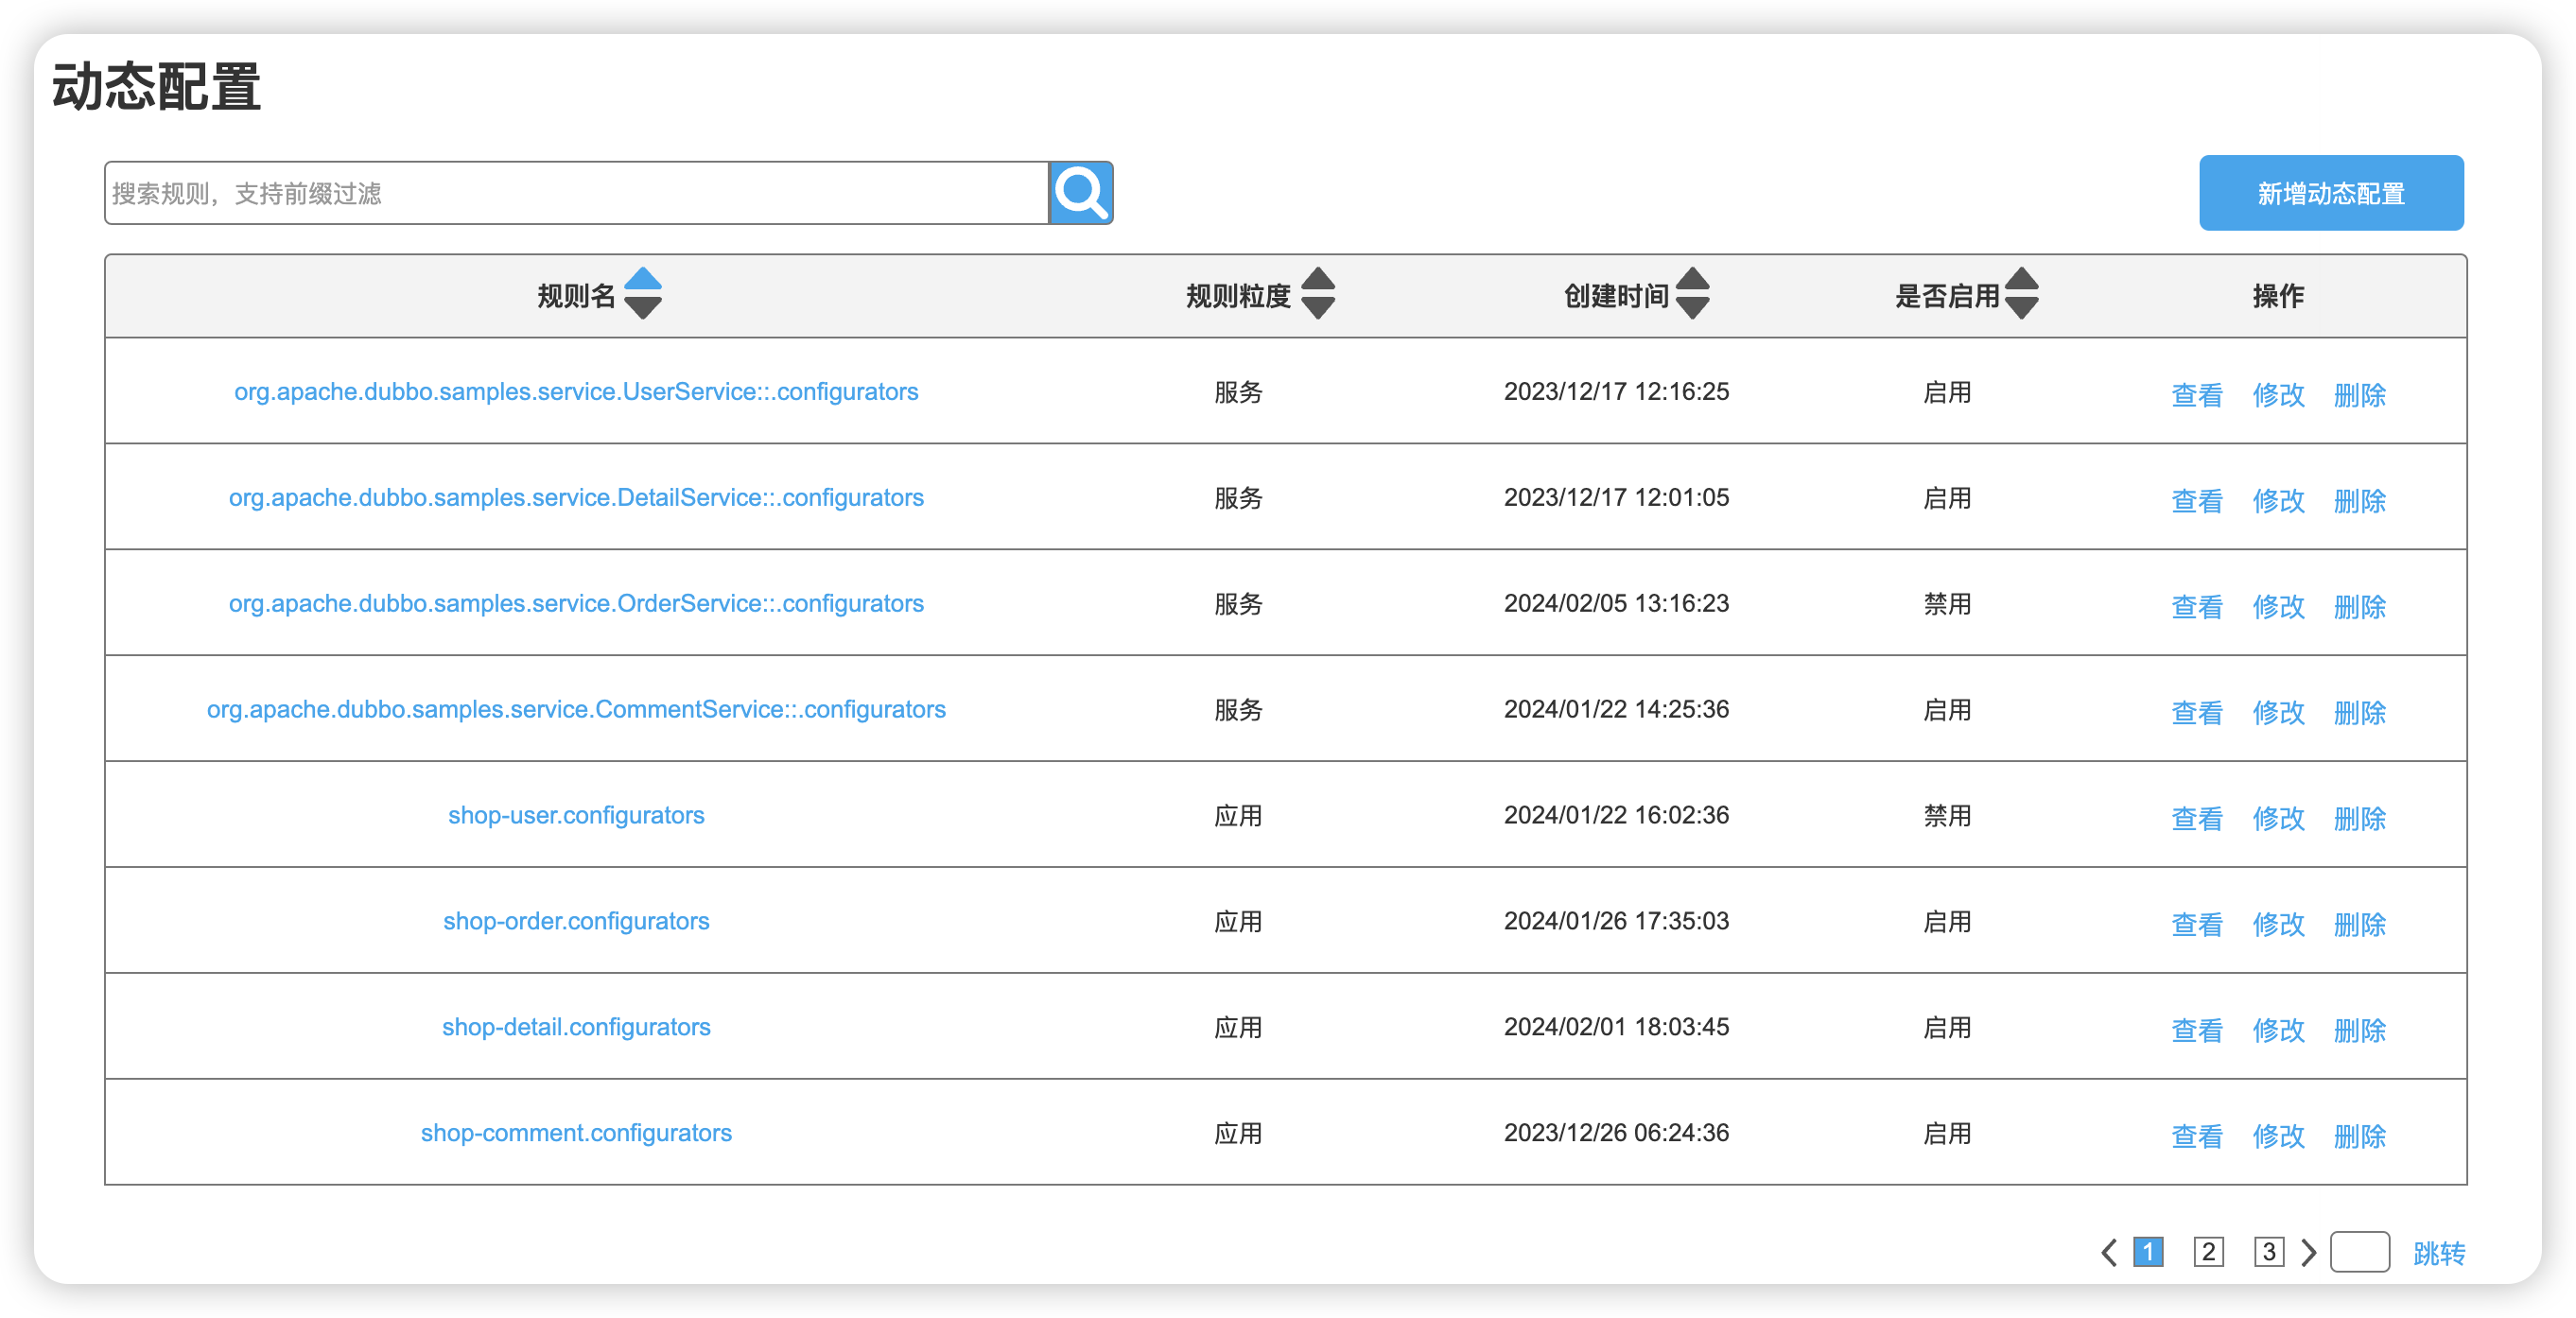 动态配置
搜索规则，支持前缀过滤
新增动态配置
规则名 规则粒度 创建时间 是否启用 操作
org.apache.dubbo.samples.service.UserService::.configurators 服务 2023/12/17 12:16:25 启用 查看 修改 删除
org.apache.dubbo.samples.service.DetailService::.configurators 服务 2023/12/17 12:01:05 启用 查看 修改 删除
org.apache.dubbo.samples.service.OrderService::.configurators 服务 2024/02/05 13:16:23 禁用 查看 修改 删除
org.apache.dubbo.samples.service.CommentService::.configurators 服务 2024/01/22 14:25:36 启用 查看 修改 删除
shop-user.configurators 应用 2024/01/22 16:02:36 禁用 查看 修改 删除
shop-order.configurators 应用 2024/01/26 17:35:03 启用 查看 修改 删除
shop-detail.configurators 应用 2024/02/01 18:03:45 启用 查看 修改 删除
shop-comment.configurators 应用 2023/12/26 06:24:36 启用 查看 修改 删除
1 2 3 跳转